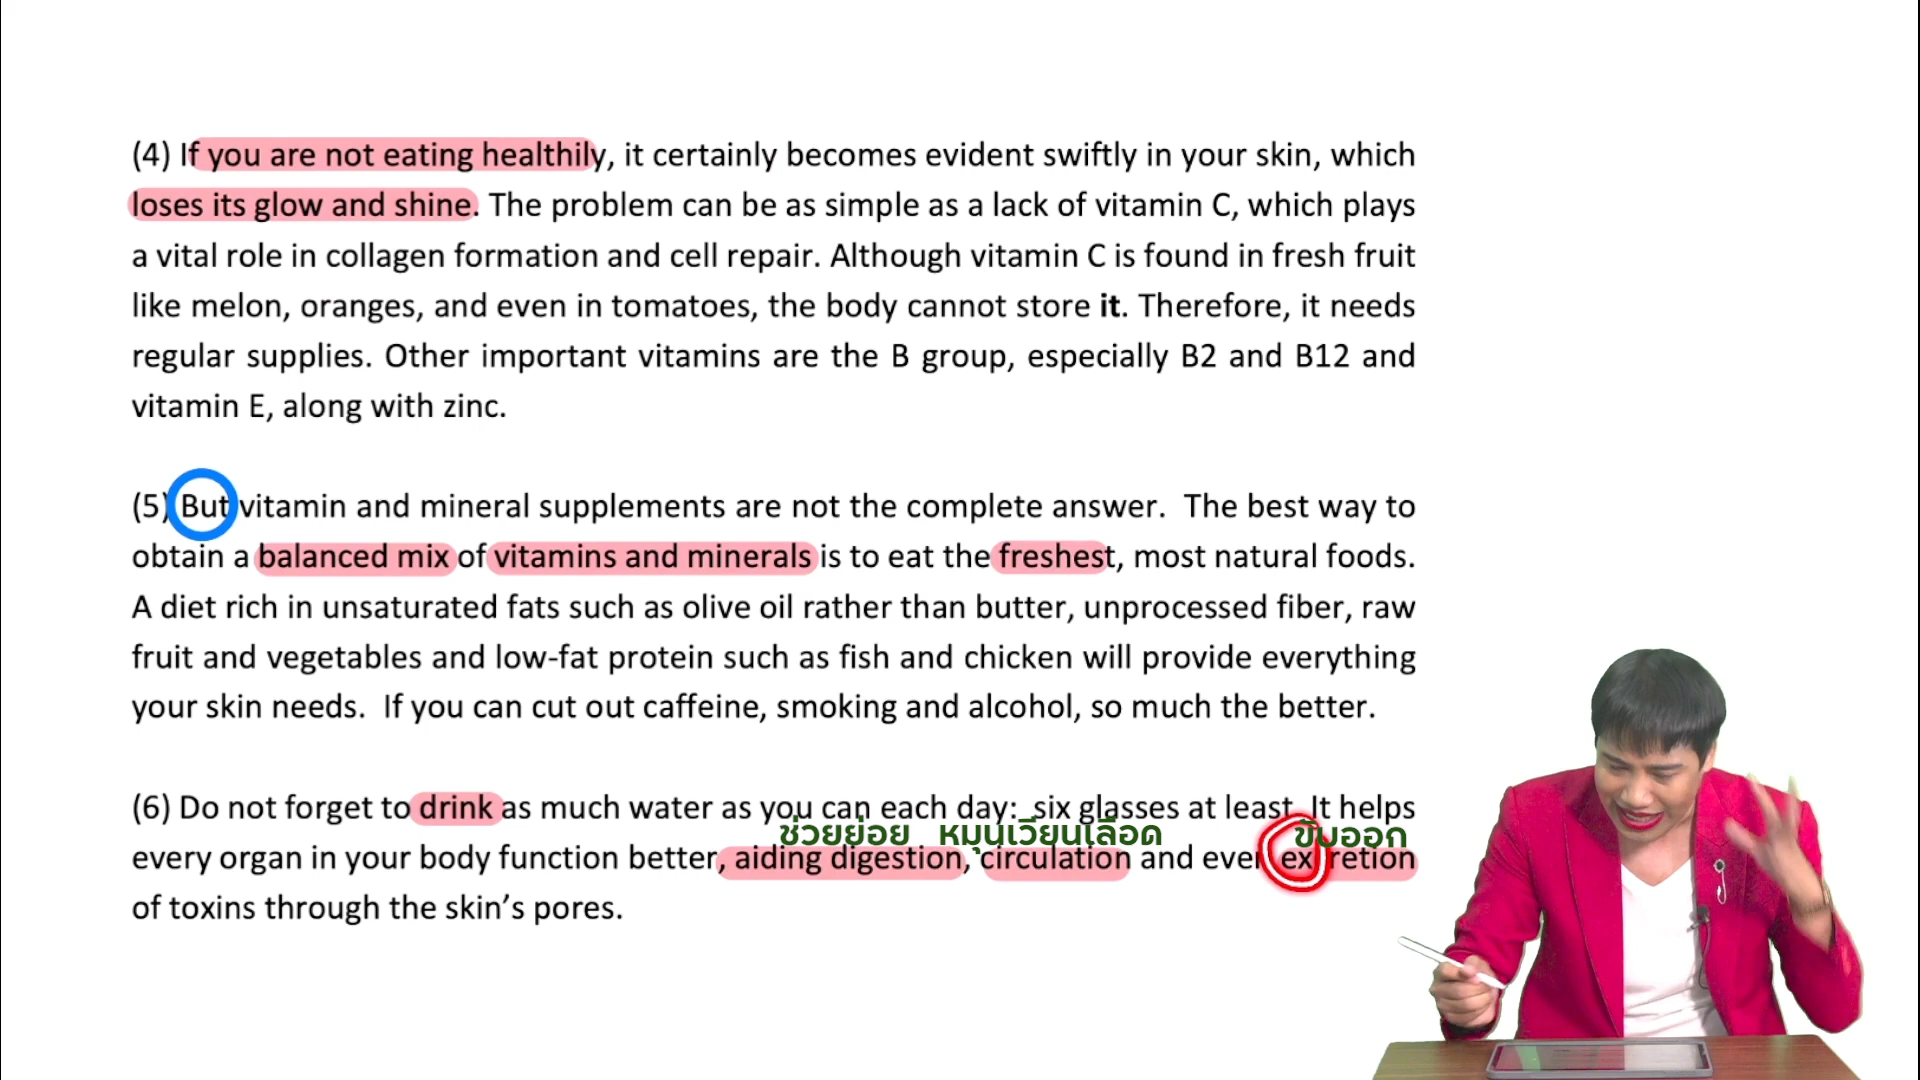 (4) If you are not eating healthily, it certainly becomes evident swiftly in your skin, which
loses its glow and shine. The problem can be as simple as a lack of vitamin C, which plays
a vital role in collagen formation and cell repair. Although vitamin C is found in fresh fruit
like melon, oranges, and even in tomatoes, the body cannot store it. Therefore, it needs
regular supplies. Other important vitamins are the B group, especially B2 and B12 and
vitamin E, along with zinc.
(5) But vitamin and mineral supplements are not the complete answer. The best way to
obtain a balanced mix of vitamins and minerals is to eat the freshest, most natural foods.
A diet rich in unsaturated fats such as olive oil rather than butter, unprocessed fiber, raw
fruit and vegetables and low-fat protein such as fish and chicken will provide everything
your skin needs. If you can cut out caffeine, smoking and alcohol, so much the better.
(6) Do not forget to drink as much water as you can each day: six glasses at least. It helps
ช่วยย่อย หมุนเวียนเลือด ขับออก
every organ in your body function better, aiding digestion, circulation and even excretion
of toxins through the skin's pores.